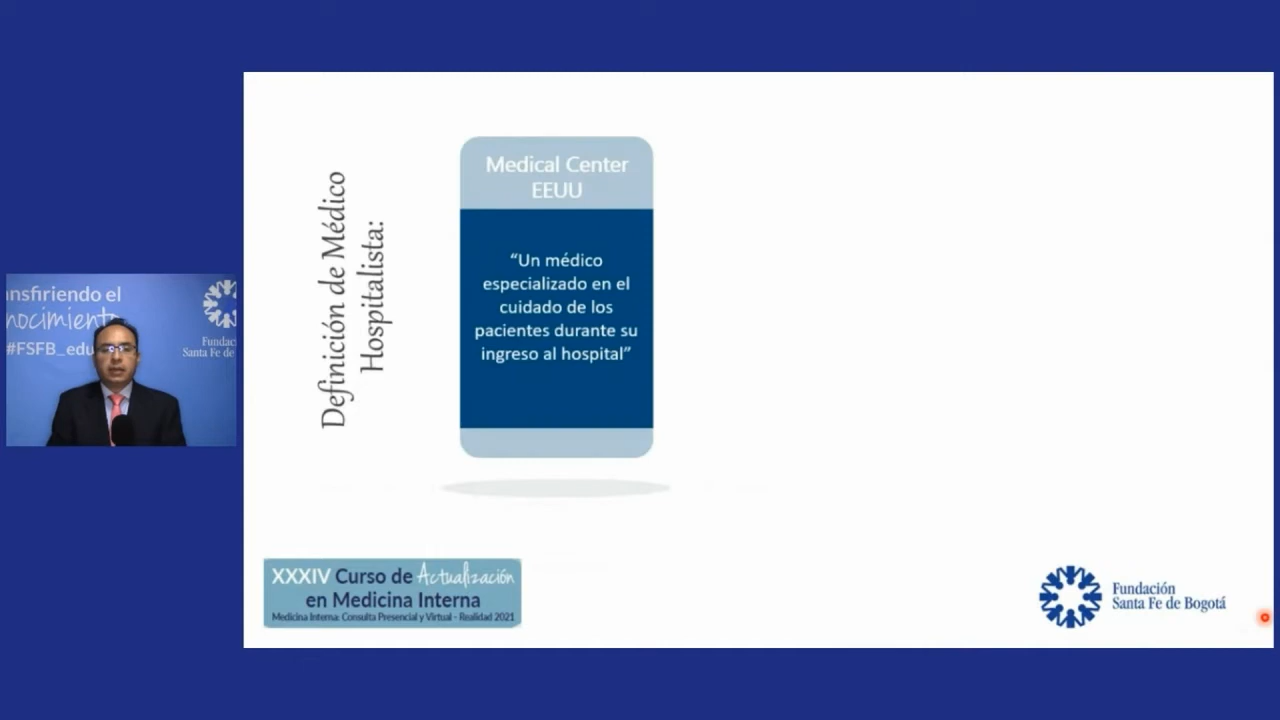 Definición de Médico
Hospitalista:
Medical Center
EEUU
“Un médico
especializado en el
cuidado de los
pacientes durante su
ingreso al hospital”
nsfiriendo el
nocimiento
#FSFB_edu
Funda
Santa Fe de
XXXIV Curso de Actualización
en Medicina Interna
Medicina Interna: Consulta Presencial y Virtual - Realidad 2021
Fundación
Santa Fe de Bogotá